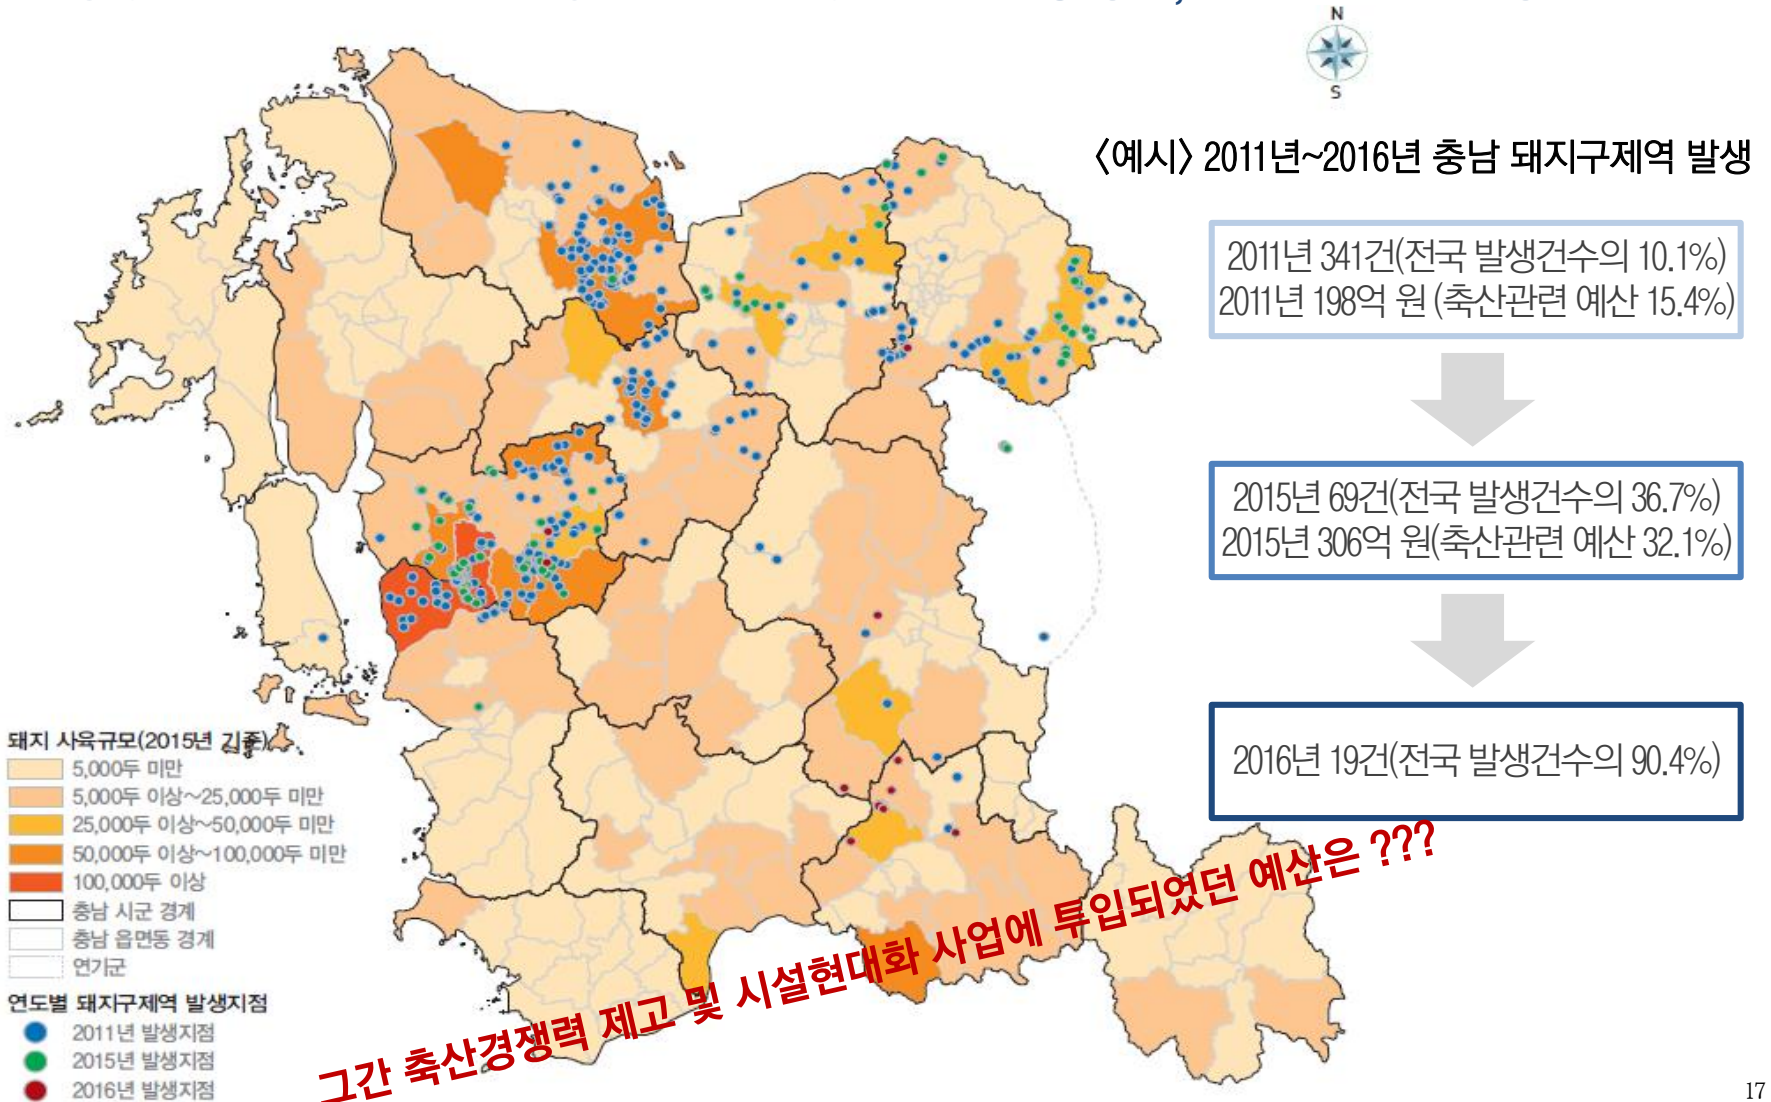 N
S
〈예시〉 2011년~2016년 충남 돼지구제역 발생
2011년 341건(전국 발생건수의 10.1%)
2011년 198억 원 (축산관련 예산 15.4%)
2015년 69건(전국 발생건수의 36.7%)
2015년 306억 원(축산관련 예산 32.1%)
2016년 19건(전국 발생건수의 90.4%)
돼지 사육규모(2015년 기준)
5,000두 미만
5,000두 이상~25,000두 미만
25,000두 이상~50,000두 미만
50,000두 이상~100,000두 미만
100,000두 이상
충남 시군 경계
충남 읍면동 경계
연기군
연도별 돼지구제역 발생지점
2011년 발생지점
2015년 발생지점
2016년 발생지점
그간 축산경쟁력 제고 및 시설현대화 사업에 투입되었던 예산은 ???
17